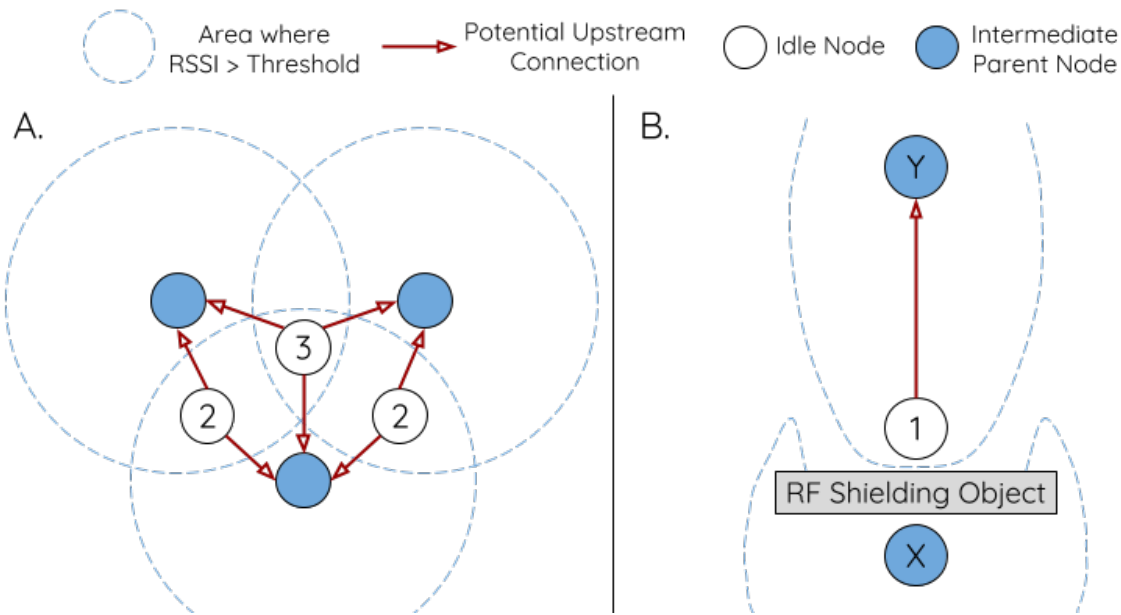 Area where
RSSI > Threshold
Potential Upstream
Connection
Idle Node
Intermediate
Parent Node
A.
3
2
2
B.
Y
1
RF Shielding Object
X